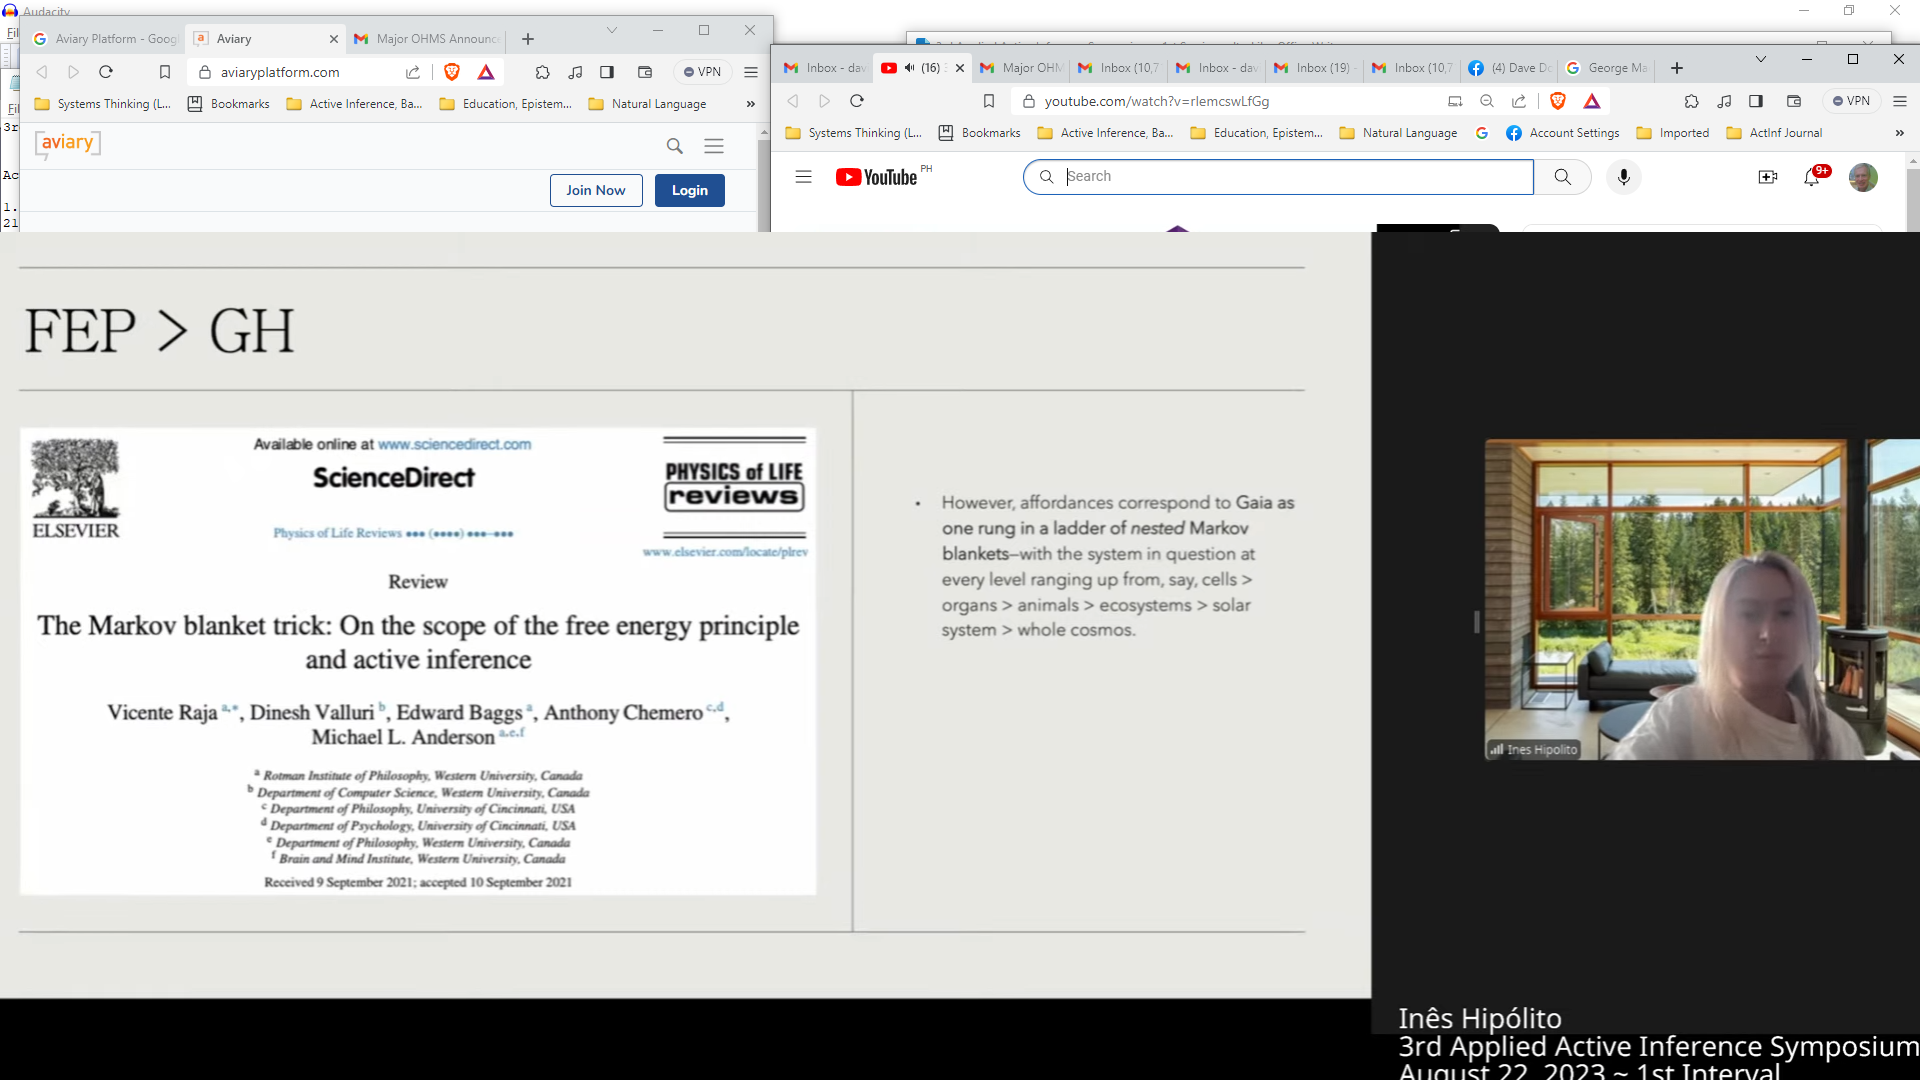 Audacity
Aviary Platform - Goog
Aviary
Major OHMS Announc
aviaryplatform.com
VPN
Systems Thinking (L...
Bookmarks
Active Inference, Ba...
Education, Epistem...
Natural Language
»
aviary
Join Now
Login
Inbox - dav
(16)
Major OHM
Inbox (10,7
Inbox - dav
Inbox (19) -
Inbox (10,7
(4) Dave Do
George Ma
youtube.com/watch?v=rIemcswLfGg
VPN
Systems Thinking (L...
Bookmarks
Active Inference, Ba...
Education, Epistem...
Natural Language
Account Settings
Imported
ActInf Journal
»
YouTube PH
Search
9+
FEP > GH
Available online at www.sciencedirect.com
ScienceDirect
ELSEVIER
PHYSICS of LIFE
reviews
Physics of Life Reviews ••• (••••) •••–•••
www.elsevier.com/locate/plrev
Review
The Markov blanket trick: On the scope of the free energy principle
and active inference
Vicente Raja a,*, Dinesh Valluri b, Edward Baggs a, Anthony Chemero c,d,
Michael L. Anderson a,e,f
a Rotman Institute of Philosophy, Western University, Canada
b Department of Computer Science, Western University, Canada
c Department of Philosophy, University of Cincinnati, USA
d Department of Psychology, University of Cincinnati, USA
e Department of Philosophy, Western University, Canada
f Brain and Mind Institute, Western University, Canada
Received 9 September 2021; accepted 10 September 2021
• However, affordances correspond to Gaia as
one rung in a ladder of nested Markov
blankets—with the system in question at
every level ranging up from, say, cells >
organs > animals > ecosystems > solar
system > whole cosmos.
Ines Hipolito
Inês Hipólito
3rd Applied Active Inference Symposium
August 22, 2023 ~ 1st Interval